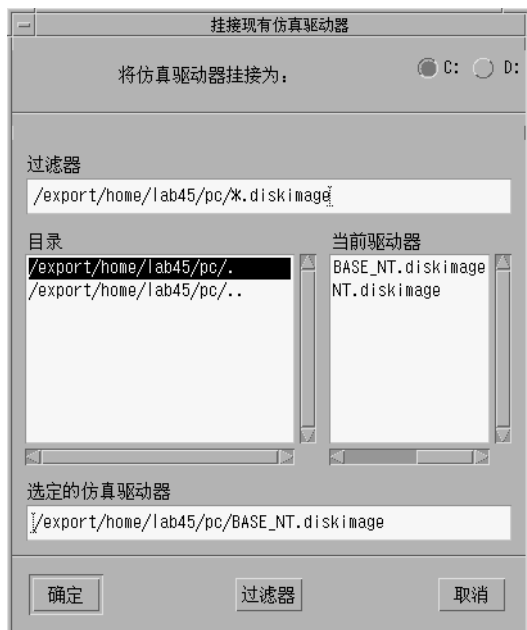 挂接现有仿真驱动器
将仿真驱动器挂接为： C: D:
过滤器
/export/home/lab45/pc/*.diskimage
目录
/export/home/lab45/pc/.
/export/home/lab45/pc/..
当前驱动器
BASE_NT.diskimage
NT.diskimage
选定的仿真驱动器
/export/home/lab45/pc/BASE_NT.diskimage
确定 过滤器 取消